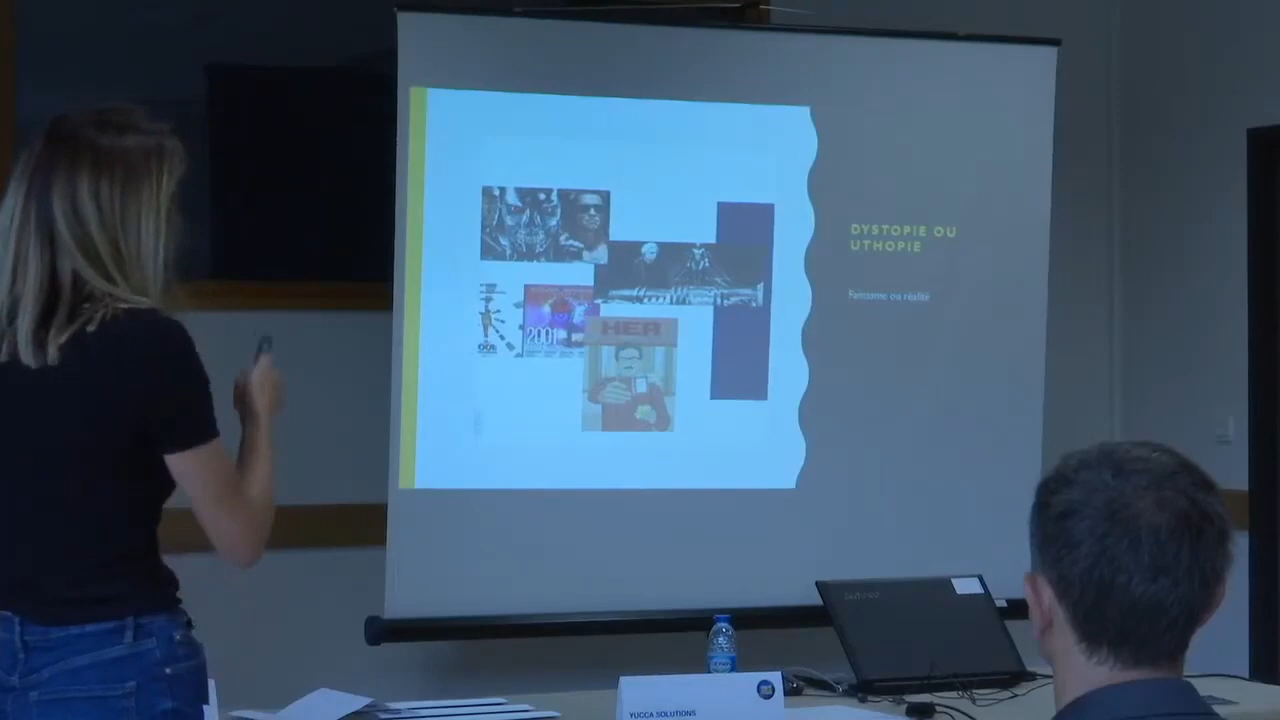 DYSTOPIE OU
UTHOPIE
Fantasme ou réalité
2001
HER
YUCCA SOLUTIONS